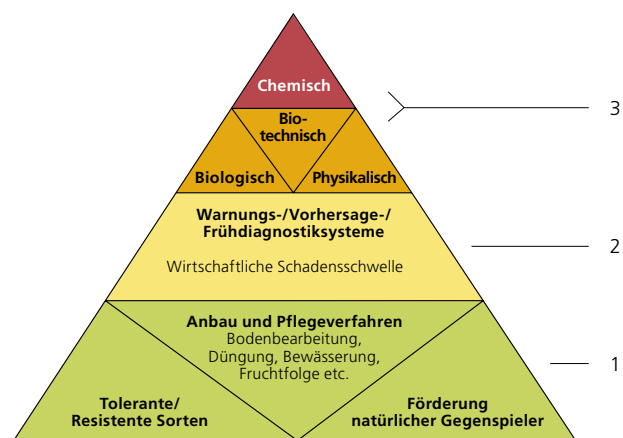 Chemisch
3
Bio-
technisch
Biologisch
Physikalisch
Warnungs-/Vorhersage-/
Frühdiagnostiksysteme
2
Wirtschaftliche Schadensschwelle
Anbau und Pflegeverfahren
Bodenbearbeitung,
Düngung, Bewässerung,
Fruchtfolge etc.
1
Tolerante/
Resistente Sorten
Förderung
natürlicher Gegenspieler